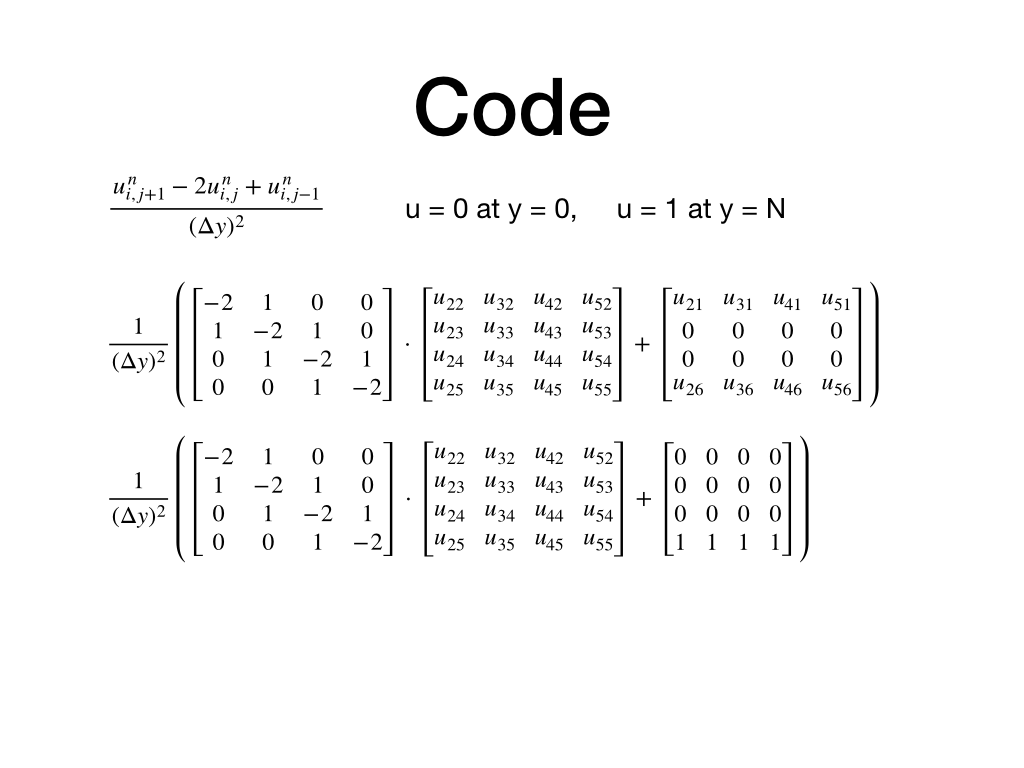 Code
\frac{u^n_{i,j+1} - 2u^n_{i,j} + u^n_{i,j-1}}{(\Delta y)^2}    u = 0 at y = 0,    u = 1 at y = N
\frac{1}{(\Delta y)^2} \left( \begin{bmatrix} -2 & 1 & 0 & 0 \\ 1 & -2 & 1 & 0 \\ 0 & 1 & -2 & 1 \\ 0 & 0 & 1 & -2 \end{bmatrix} \cdot \begin{bmatrix} u_{22} & u_{32} & u_{42} & u_{52} \\ u_{23} & u_{33} & u_{43} & u_{53} \\ u_{24} & u_{34} & u_{44} & u_{54} \\ u_{25} & u_{35} & u_{45} & u_{55} \end{bmatrix} + \begin{bmatrix} u_{21} & u_{31} & u_{41} & u_{51} \\ 0 & 0 & 0 & 0 \\ 0 & 0 & 0 & 0 \\ u_{26} & u_{36} & u_{46} & u_{56} \end{bmatrix} \right)
\frac{1}{(\Delta y)^2} \left( \begin{bmatrix} -2 & 1 & 0 & 0 \\ 1 & -2 & 1 & 0 \\ 0 & 1 & -2 & 1 \\ 0 & 0 & 1 & -2 \end{bmatrix} \cdot \begin{bmatrix} u_{22} & u_{32} & u_{42} & u_{52} \\ u_{23} & u_{33} & u_{43} & u_{53} \\ u_{24} & u_{34} & u_{44} & u_{54} \\ u_{25} & u_{35} & u_{45} & u_{55} \end{bmatrix} + \begin{bmatrix} 0 & 0 & 0 & 0 \\ 0 & 0 & 0 & 0 \\ 0 & 0 & 0 & 0 \\ 1 & 1 & 1 & 1 \end{bmatrix} \right)